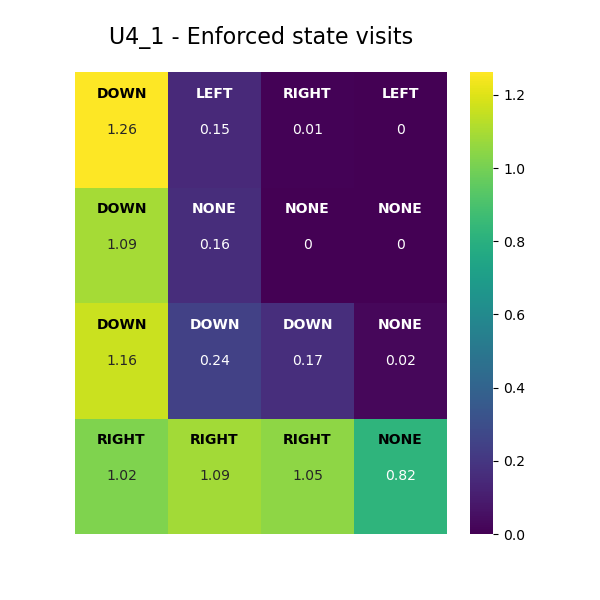 U4_1 - Enforced state visits
DOWN LEFT RIGHT LEFT
1.26 0.15 0.01 0
DOWN NONE NONE NONE
1.09 0.16 0 0
DOWN DOWN DOWN NONE
1.16 0.24 0.17 0.02
RIGHT RIGHT RIGHT NONE
1.02 1.09 1.05 0.82
1.2
1.0
0.8
0.6
0.4
0.2
0.0